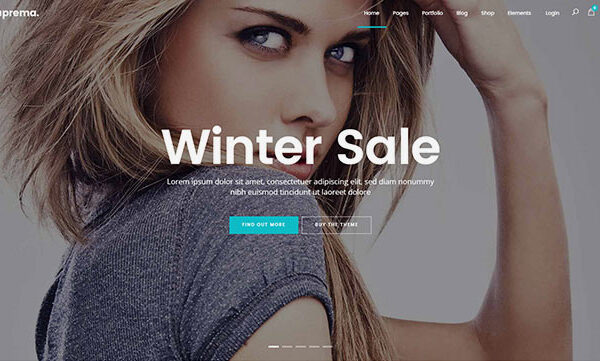 uprema.
Home Pages Portfolio Blog Shop Elements Login
Winter Sale
Lorem ipsum dolor sit amet, consectetuer adipiscing elit, sed diam nonummy
nibh euismod tincidunt ut laoreet dolore
FIND OUT MORE BUY THE THEME